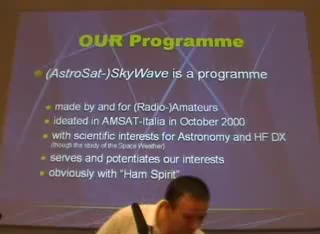 OUR Programme
(AstroSat-)SkyWave is a programme
made by and for (Radio-)Amateurs
ideated in AMSAT-Italia in October 2000
with scientific interests for Astronomy and HF DX
(though the study of the Space Weather)
serves and potentiates our interests
obviously with "Ham Spirit"